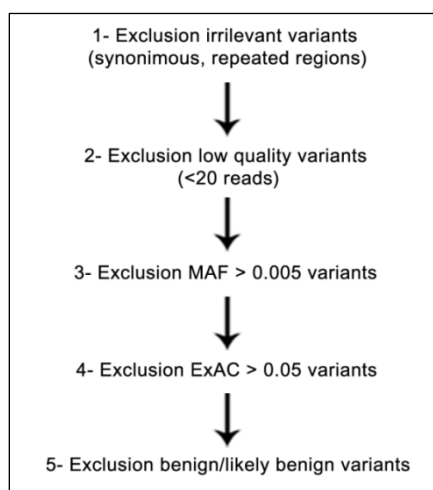 1- Exclusion irrilevant variants
(synonimous, repeated regions)
2- Exclusion low quality variants
(<20 reads)
3- Exclusion MAF > 0.005 variants
4- Exclusion ExAC > 0.05 variants
5- Exclusion benign/likely benign variants